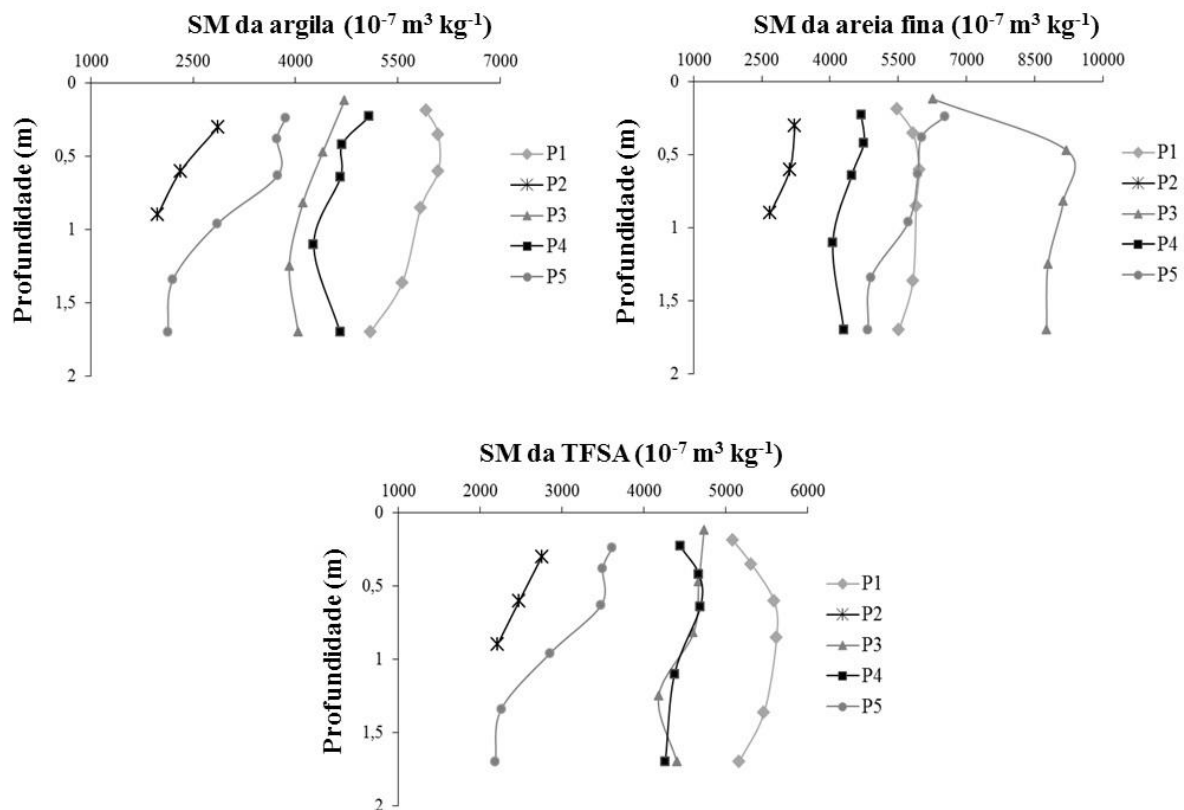 SM da argila (10⁻⁷ m³ kg⁻¹)
1000 2500 4000 5500 7000
0
0,5
1
1,5
2
Profundidade (m)
P1
P2
P3
P4
P5
SM da areia fina (10⁻⁷ m³ kg⁻¹)
1000 2500 4000 5500 7000 8500 10000
0
0,5
1
1,5
2
Profundidade (m)
P1
P2
P3
P4
P5
SM da TFSA (10⁻⁷ m³ kg⁻¹)
1000 2000 3000 4000 5000 6000
0
0,5
1
1,5
2
Profundidade (m)
P1
P2
P3
P4
P5